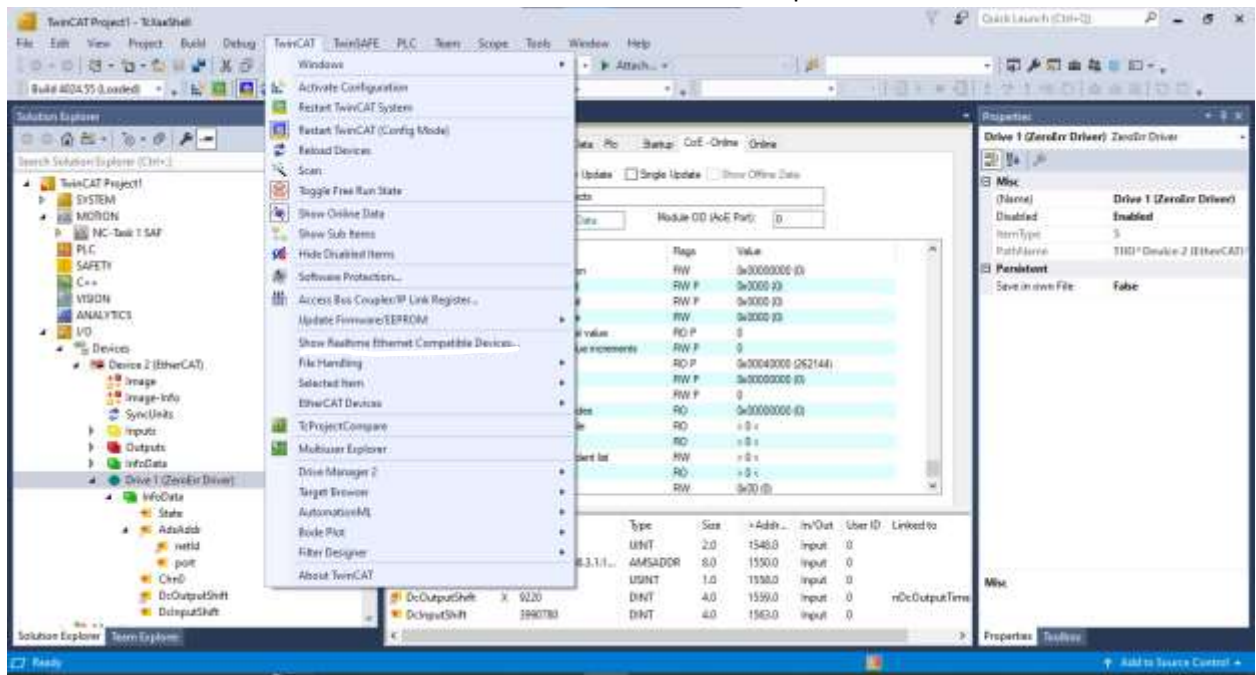 TwinCAT Project1 - TcXaeShell
Quick Launch (Ctrl+Q)
File Edit View Project Build Debug TwinCAT TwinSAFE PLC Team Scope Tools Window Help
Attach...
Build 4024.55 (Loaded)
Solution Explorer
Search Solution Explorer (Ctrl+;)
TwinCAT Project1
SYSTEM
MOTION
NC-Task 1 SAF
PLC
SAFETY
C++
VISION
ANALYTICS
I/O
Devices
Device 2 (EtherCAT)
Image
Image-Info
SyncUnits
Inputs
Outputs
InfoData
Drive 1 (ZeroErr Driver)
InfoData
State
AdsAddr
netId
port
Chn0
DcOutputShift
DcInputShift
Solution Explorer Team Explorer
Windows
Activate Configuration
Restart TwinCAT System
Restart TwinCAT (Config Mode)
Reload Devices
Scan
Toggle Free Run State
Show Online Data
Show Sub Items
Hide Disabled Items
Software Protection...
Access Bus Coupler/IP Link Register...
Update Firmware/EEPROM
Show Realtime Ethernet Compatible Devices...
File Handling
Selected Item
EtherCAT Devices
TcProjectCompare
Multiuser Explorer
Drive Manager 2
Target Browser
AutomationML
Bode Plot
Filter Designer
About TwinCAT
Startup CoE - Online Online
Update Single Update Show Offline Data
Module OD (AoE Port): 0
Flags Value
RW 0x00000000 (0)
RW P 0x0000 (0)
RW P 0x0000 (0)
RW 0x0000 (0)
value RO P 0
increments RW P 0
RO P 0x00040000 (262144)
RW P 0x00000000 (0)
RW P 0
RO 0x00000000 (0)
RO > 0 <
RO > 0 <
RW > 0 <
RO > 0 <
RW 0x00 (0)
Type Size >Addr... In/Out User ID Linked to
UINT 2.0 1548.0 Input 0
AMSADDR 8.0 1550.0 Input 0
USINT 1.0 1558.0 Input 0
DcOutputShift X 9220 DINT 4.0 1559.0 Input 0 nDcOutputTime
DcInputShift 3990780 DINT 4.0 1563.0 Input 0
Properties
Drive 1 (ZeroErr Driver) ZeroErr Driver
Misc
(Name) Drive 1 (ZeroErr Driver)
Disabled Enabled
ItemType 5
PathName TIID^Device 2 (EtherCAT)^
Persistent
Save in own File False
Misc
Properties Toolbox
Ready
Add to Source Control